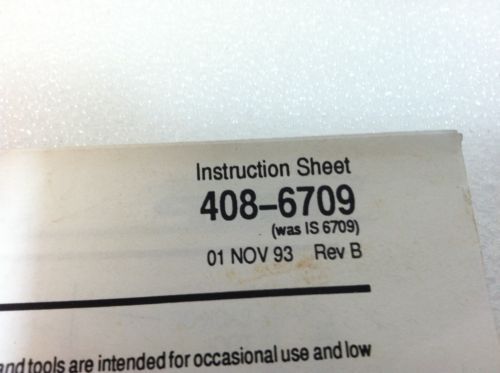 Instruction Sheet
408–6709
(was IS 6709)
01 NOV 93 Rev B
and tools are intended for occasional use and low